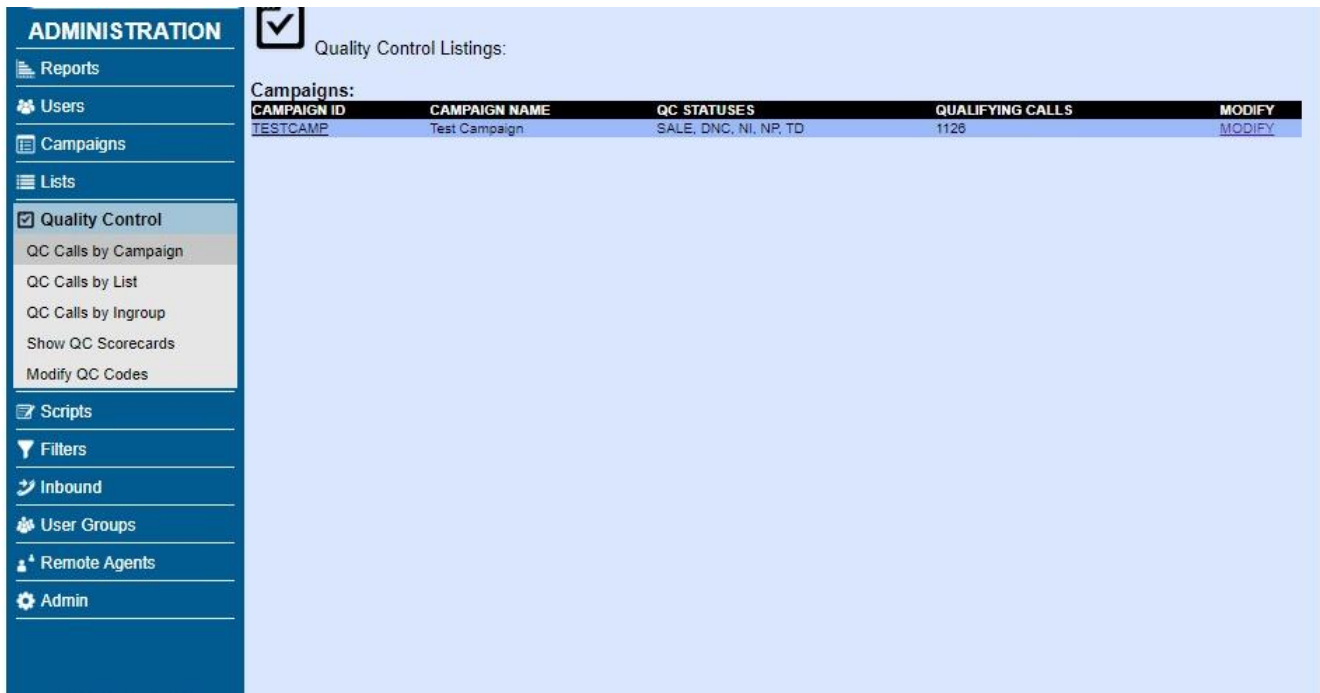 ADMINISTRATION
Reports
Users
Campaigns
Lists
Quality Control
QC Calls by Campaign
QC Calls by List
QC Calls by Ingroup
Show QC Scorecards
Modify QC Codes
Scripts
Filters
Inbound
User Groups
Remote Agents
Admin
Quality Control Listings:
Campaigns:
CAMPAIGN ID CAMPAIGN NAME QC STATUSES QUALIFYING CALLS MODIFY
TESTCAMP Test Campaign SALE, DNC, NI, NP, TD 1126 MODIFY